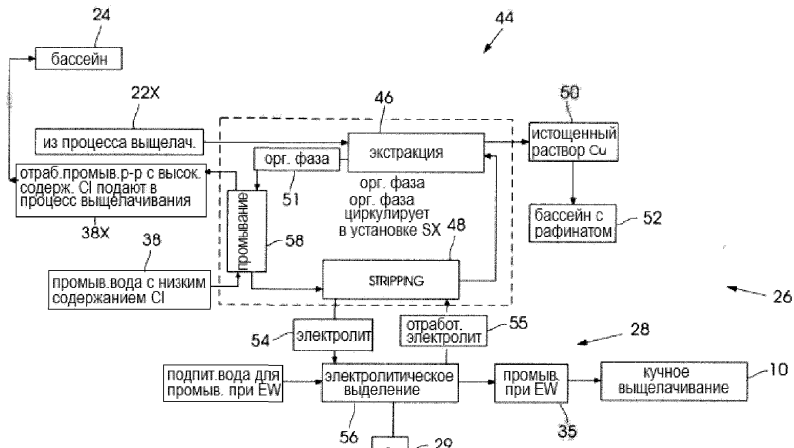 24
44
бассейн
22X
46
50
из процесса выщелач.
экстракция
истощенный
раствор Cu
орг. фаза
отраб.промыв.р-р с высок.
содерж. Cl подают в
процесс выщелачивания
51
орг. фаза
орг. фаза
циркулирует
в установке SX
38X
промывание
58
бассейн с
рафинатом
52
38
48
промыв.вода с низким
содержанием Cl
STRIPPING
26
54
электролит
отработ.
электролит
55
28
подпит.вода для
промыв. при EW
электролитическое
выделение
промыв.
при EW
кучное
выщелачивание
10
56
35
29